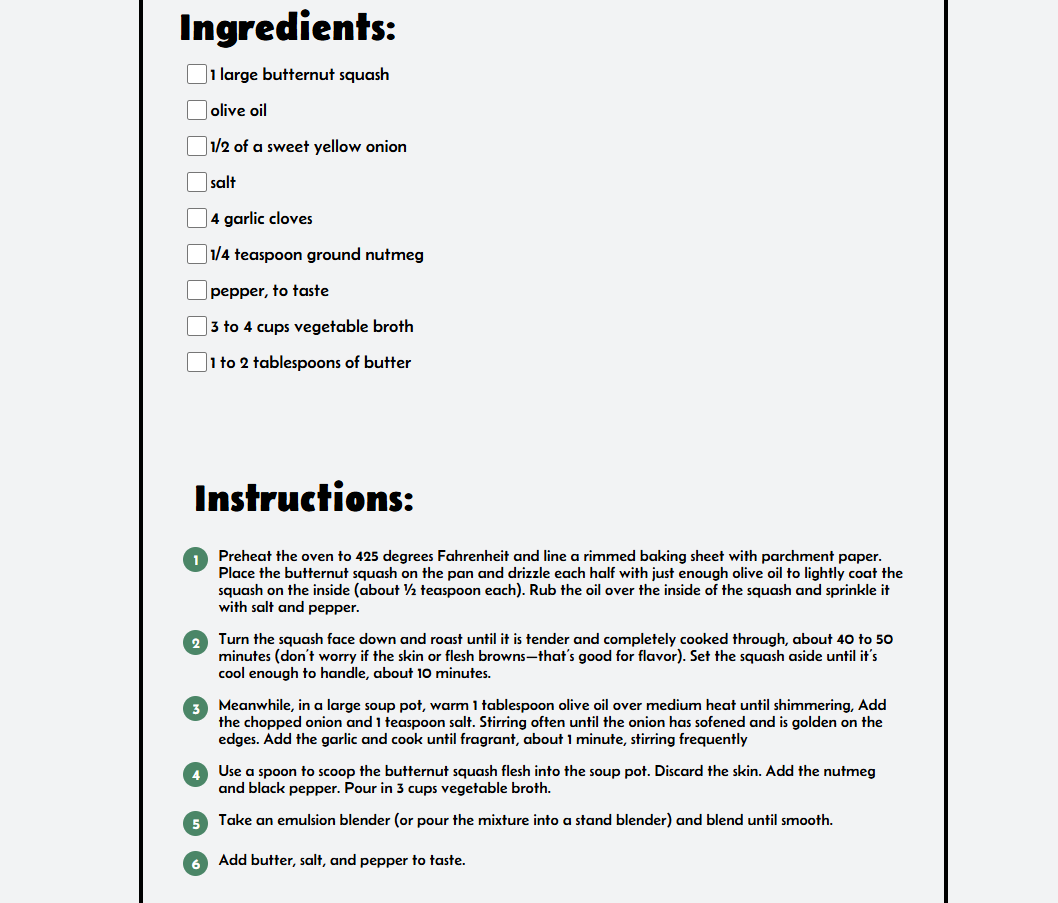 Ingredients:
1 large butternut squash
olive oil
1/2 of a sweet yellow onion
salt
4 garlic cloves
1/4 teaspoon ground nutmeg
pepper, to taste
3 to 4 cups vegetable broth
1 to 2 tablespoons of butter
Instructions:
1 Preheat the oven to 425 degrees Fahrenheit and line a rimmed baking sheet with parchment paper.
Place the butternut squash on the pan and drizzle each half with just enough olive oil to lightly coat the
squash on the inside (about ½ teaspoon each). Rub the oil over the inside of the squash and sprinkle it
with salt and pepper.
2 Turn the squash face down and roast until it is tender and completely cooked through, about 40 to 50
minutes (don't worry if the skin or flesh browns—that's good for flavor). Set the squash aside until it's
cool enough to handle, about 10 minutes.
3 Meanwhile, in a large soup pot, warm 1 tablespoon olive oil over medium heat until shimmering, Add
the chopped onion and 1 teaspoon salt. Stirring often until the onion has sofened and is golden on the
edges. Add the garlic and cook until fragrant, about 1 minute, stirring frequently
4 Use a spoon to scoop the butternut squash flesh into the soup pot. Discard the skin. Add the nutmeg
and black pepper. Pour in 3 cups vegetable broth.
5 Take an emulsion blender (or pour the mixture into a stand blender) and blend until smooth.
6 Add butter, salt, and pepper to taste.